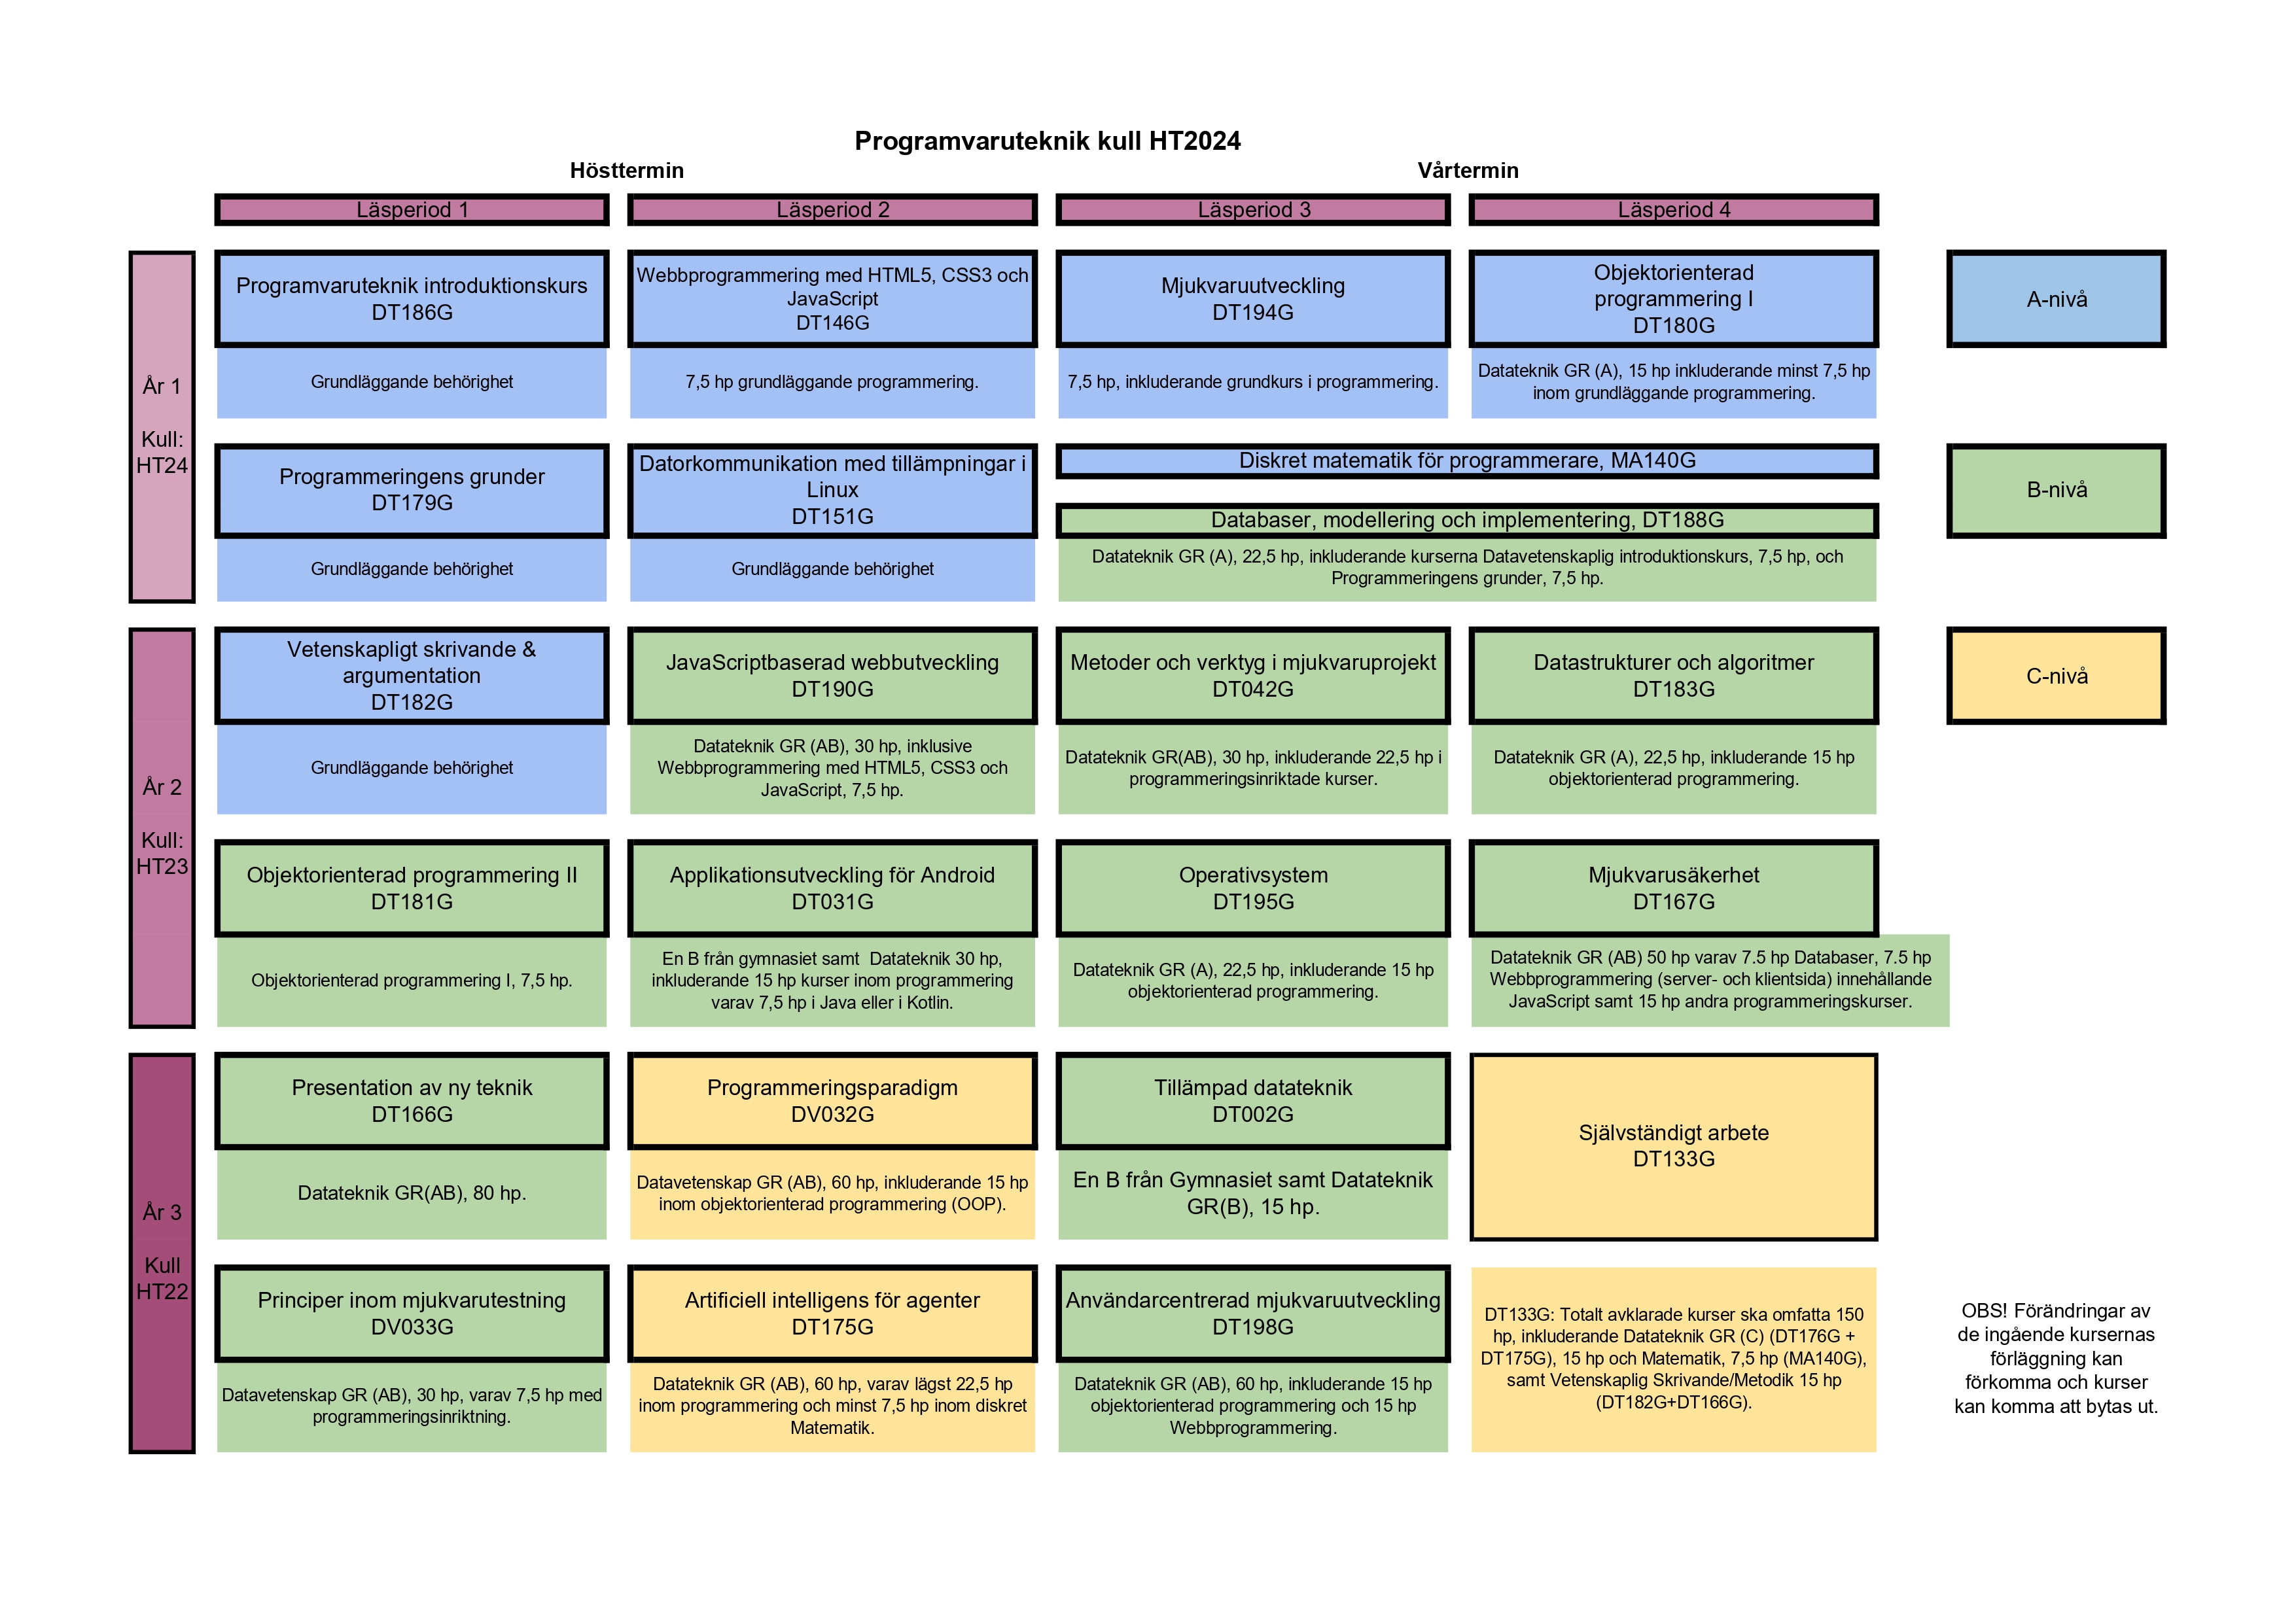 Programvaruteknik kull HT2024
Hösttermin
Vårtermin
Läsperiod 1
Läsperiod 2
Läsperiod 3
Läsperiod 4
År 1
Kull:
HT24
Programvaruteknik introduktionskurs
DT186G
Grundläggande behörighet
Webbprogrammering med HTML5, CSS3 och
JavaScript
DT146G
7,5 hp grundläggande programmering.
Mjukvaruutveckling
DT194G
7,5 hp, inkluderande grundkurs i programmering.
Objektorienterad
programmering I
DT180G
Datateknik GR (A), 15 hp inkluderande minst 7,5 hp
inom grundläggande programmering.
A-nivå
Programmeringens grunder
DT179G
Grundläggande behörighet
Datorkommunikation med tillämpningar i
Linux
DT151G
Grundläggande behörighet
Diskret matematik för programmerare, MA140G
Databaser, modellering och implementering, DT188G
Datateknik GR (A), 22,5 hp, inkluderande kurserna Datavetenskaplig introduktionskurs, 7,5 hp, och
Programmeringens grunder, 7,5 hp.
B-nivå
År 2
Kull:
HT23
Vetenskapligt skrivande &
argumentation
DT182G
Grundläggande behörighet
JavaScriptbaserad webbutveckling
DT190G
Datateknik GR (AB), 30 hp, inklusive
Webbprogrammering med HTML5, CSS3 och
JavaScript, 7,5 hp.
Metoder och verktyg i mjukvaruprojekt
DT042G
Datateknik GR(AB), 30 hp, inkluderande 22,5 hp i
programmeringsinriktade kurser.
Datastrukturer och algoritmer
DT183G
Datateknik GR (A), 22,5 hp, inkluderande 15 hp
objektorienterad programmering.
C-nivå
Objektorienterad programmering II
DT181G
Objektorienterad programmering I, 7,5 hp.
Applikationsutveckling för Android
DT031G
En B från gymnasiet samt  Datateknik 30 hp,
inkluderande 15 hp kurser inom programmering
varav 7,5 hp i Java eller i Kotlin.
Operativsystem
DT195G
Datateknik GR (A), 22,5 hp, inkluderande 15 hp
objektorienterad programmering.
Mjukvarusäkerhet
DT167G
Datateknik GR (AB) 50 hp varav 7.5 hp Databaser, 7.5 hp
Webbprogrammering (server- och klientsida) innehållande
JavaScript samt 15 hp andra programmeringskurser.
År 3
Kull
HT22
Presentation av ny teknik
DT166G
Datateknik GR(AB), 80 hp.
Programmeringsparadigm
DV032G
Datavetenskap GR (AB), 60 hp, inkluderande 15 hp
inom objektorienterad programming (OOP).
Tillämpad datateknik
DT002G
En B från Gymnasiet samt Datateknik
GR(B), 15 hp.
Självständigt arbete
DT133G
Principer inom mjukvarutestning
DV033G
Datavetenskap GR (AB), 30 hp, varav 7,5 hp med
programmeringsinriktning.
Artificiell intelligens för agenter
DT175G
Datateknik GR (AB), 60 hp, varav lägst 22,5 hp
inom programmering och minst 7,5 hp inom diskret
Matematik.
Användarcentrerad mjukvaruutveckling
DT198G
Datateknik GR (AB), 60 hp, inkluderande 15 hp
objektorienterad programmering och 15 hp
Webbprogrammering.
DT133G: Totalt avklarade kurser ska omfatta 150
hp, inkluderande Datateknik GR (C) (DT176G +
DT175G), 15 hp och Matematik, 7,5 hp (MA140G),
samt Vetenskaplig Skrivande/Metodik 15 hp
(DT182G+DT166G).
OBS! Förändringar av
de ingående kursernas
förläggning kan
förkomma och kurser
kan komma att bytas ut.